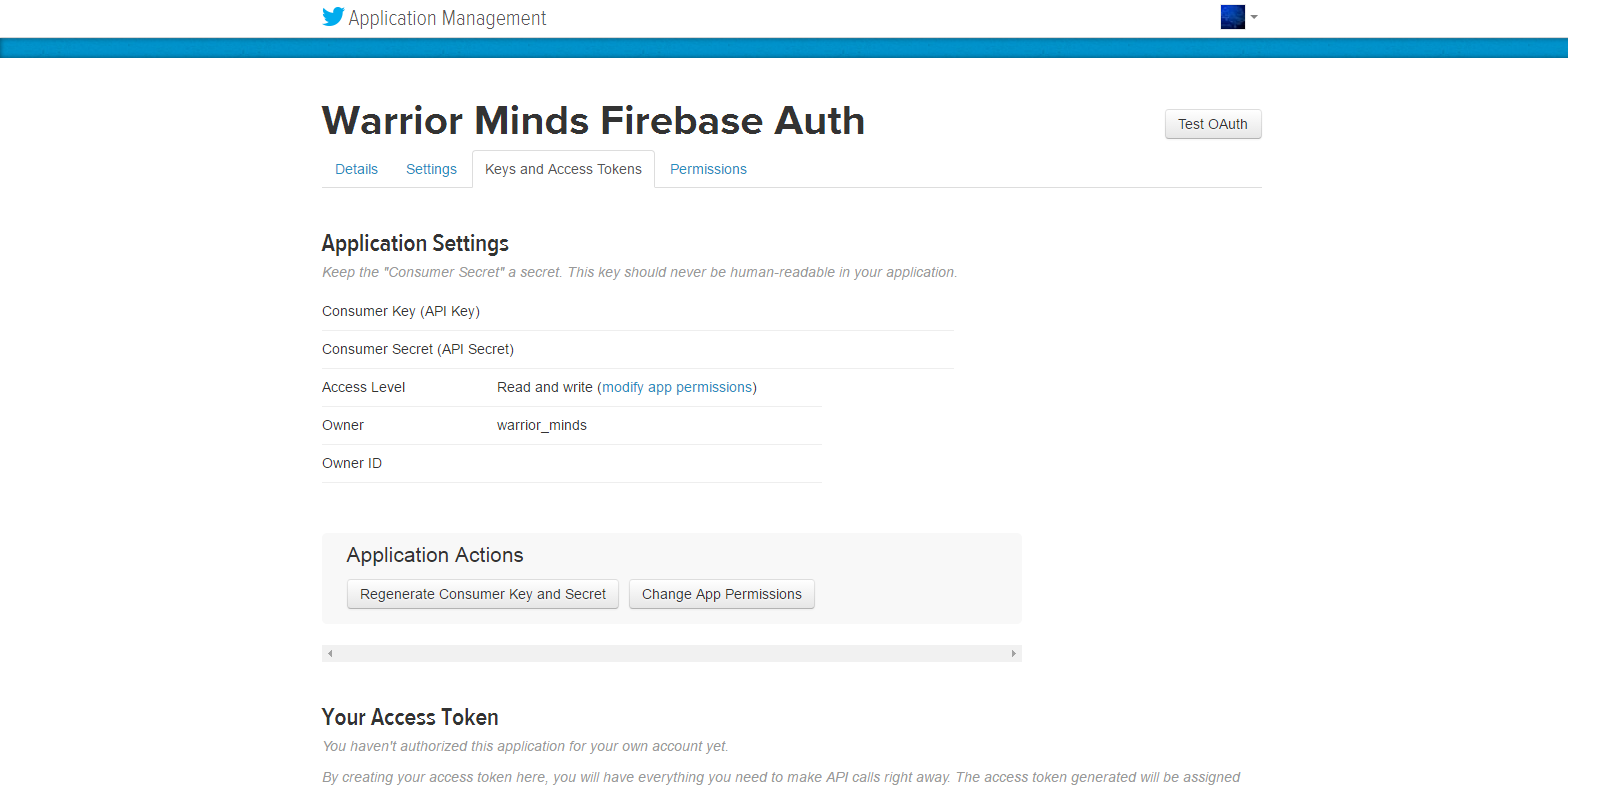 Application Management
Warrior Minds Firebase Auth
Test OAuth
Details Settings Keys and Access Tokens Permissions
Application Settings
Keep the "Consumer Secret" a secret. This key should never be human-readable in your application.
Consumer Key (API Key)
Consumer Secret (API Secret)
Access Level Read and write (modify app permissions)
Owner warrior_minds
Owner ID
Application Actions
Regenerate Consumer Key and Secret Change App Permissions
Your Access Token
You haven't authorized this application for your own account yet.
By creating your access token here, you will have everything you need to make API calls right away. The access token generated will be assigned